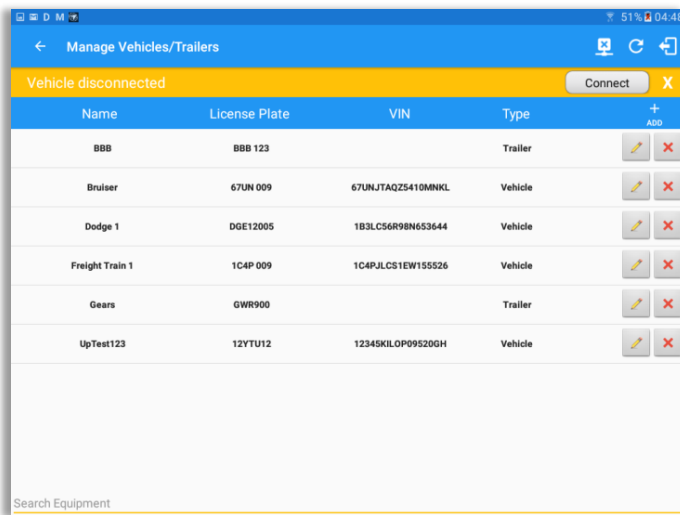 D M 51% 04:48
Manage Vehicles/Trailers
Vehicle disconnected Connect X
Name License Plate VIN Type + ADD
BBB BBB 123 Trailer
Bruiser 67UN 009 67UNJTAQZ5410MNKL Vehicle
Dodge 1 DGE12005 1B3LC56R98N653644 Vehicle
Freight Train 1 1C4P 009 1C4PJLCS1EW155526 Vehicle
Gears GWR900 Trailer
UpTest123 12YTU12 12345KILOP09520GH Vehicle
Search Equipment